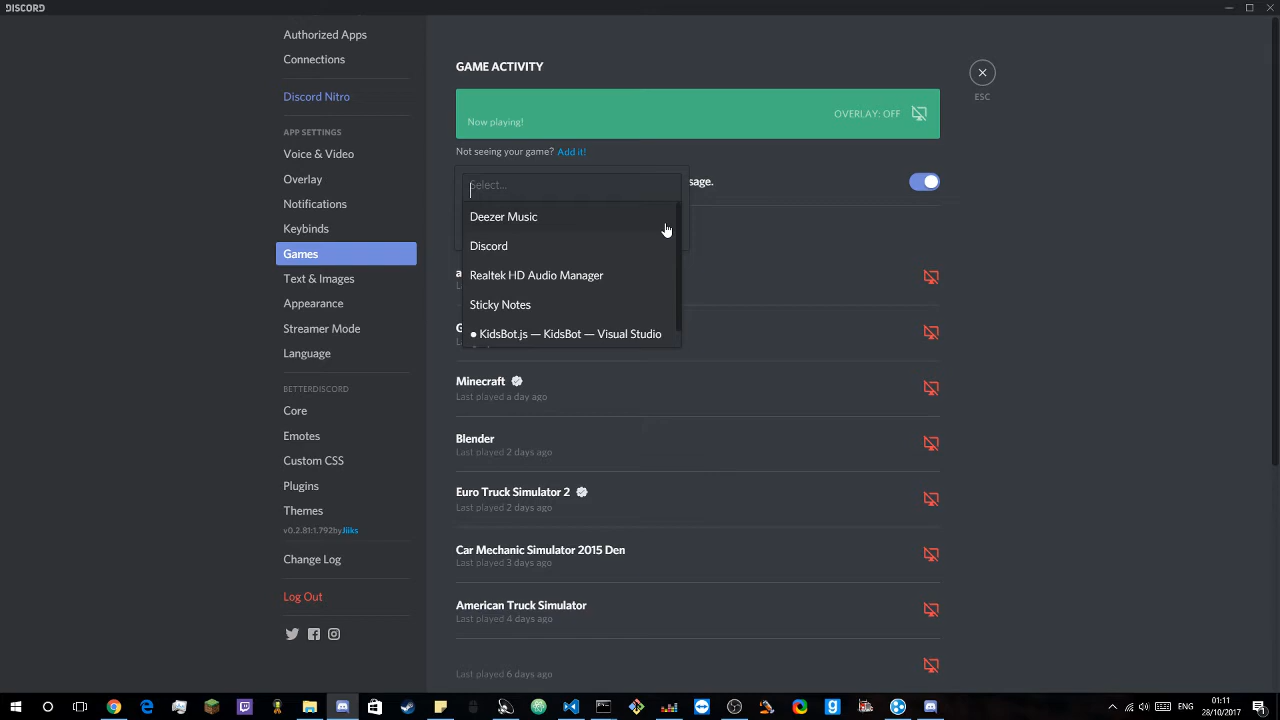 DISCORD
Authorized Apps
Connections
Discord Nitro
APP SETTINGS
Voice & Video
Overlay
Notifications
Keybinds
Games
Text & Images
Appearance
Streamer Mode
Language
BETTERDISCORD
Core
Emotes
Custom CSS
Plugins
Themes
v0.2.81:1.792byJiiks
Change Log
Log Out
GAME ACTIVITY
Now playing!
OVERLAY: OFF
Not seeing your game? Add it!
sage.
Select...
Deezer Music
Discord
Realtek HD Audio Manager
Sticky Notes
● KidsBot.js — KidsBot — Visual Studio
Minecraft
Last played a day ago
Blender
Last played 2 days ago
Euro Truck Simulator 2
Last played 2 days ago
Car Mechanic Simulator 2015 Den
Last played 3 days ago
American Truck Simulator
Last played 4 days ago
Last played 6 days ago
ESC
ENG
01:11
28/10/2017